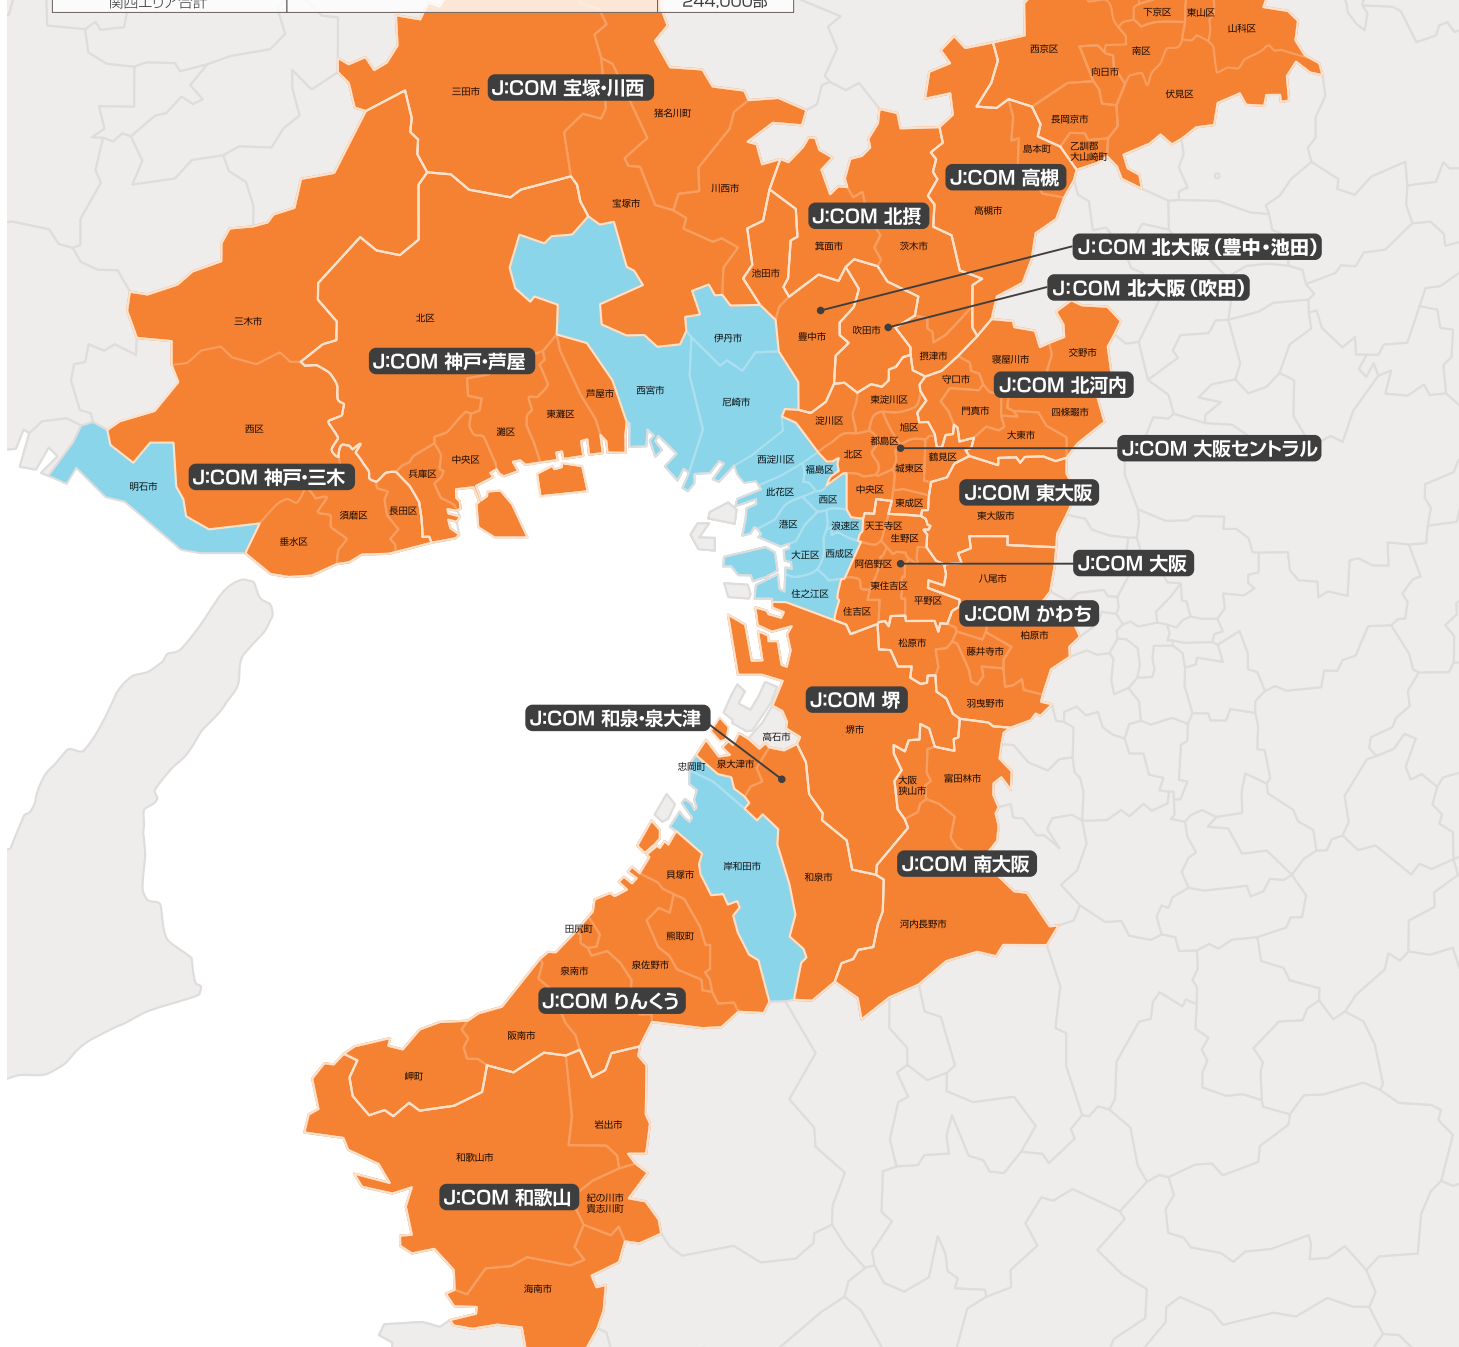 関西エリア合計
244,000部
下京区
東山区
山科区
西京区
南区
向日市
伏見区
三田市
J:COM 宝塚・川西
猪名川町
長岡京市
乙訓郡
大山崎町
島本町
J:COM 高槻
川西市
宝塚市
高槻市
J:COM 北摂
箕面市
茨木市
J:COM 北大阪（豊中・池田）
池田市
J:COM 北大阪（吹田）
三木市
北区
伊丹市
豊中市
吹田市
摂津市
寝屋川市
交野市
J:COM 神戸・芦屋
守口市
J:COM 北河内
芦屋市
西宮市
尼崎市
東淀川区
東灘区
門真市
四條畷市
淀川区
旭区
西区
灘区
都島区
大東市
J:COM 大阪セントラル
北区
鶴見区
中央区
西淀川区
福島区
城東区
兵庫区
J:COM 神戸・三木
明石市
此花区
西区
中央区
東成区
J:COM 東大阪
長田区
須磨区
港区
浪速区
天王寺区
東大阪市
生野区
垂水区
大正区
西成区
阿倍野区
J:COM 大阪
東住吉区
八尾市
住之江区
平野区
住吉区
J:COM かわち
松原市
柏原市
藤井寺市
J:COM 堺
羽曳野市
J:COM 和泉・泉大津
堺市
高石市
忠岡町
泉大津市
大阪
狭山市
富田林市
岸和田市
J:COM 南大阪
貝塚市
和泉市
河内長野市
田尻町
熊取町
泉南市
泉佐野市
J:COM りんくう
阪南市
岬町
岩出市
和歌山市
J:COM 和歌山
紀の川市
貴志川町
海南市